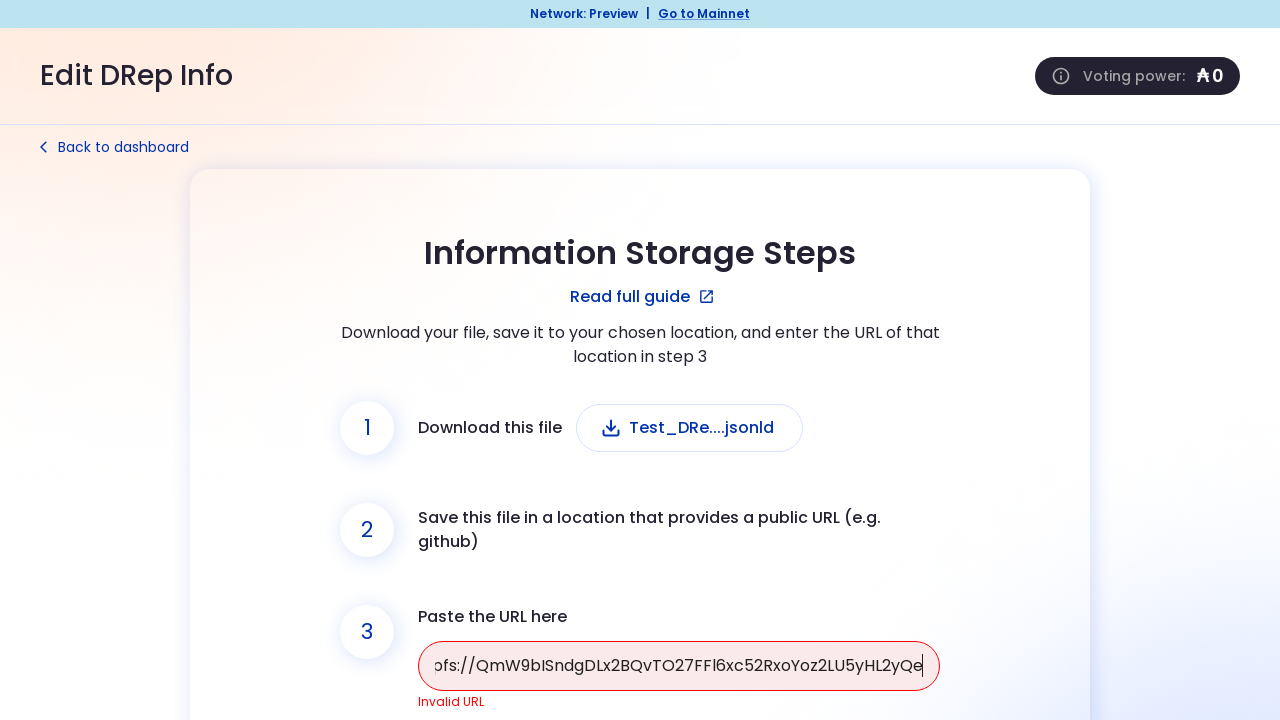 Network: Preview | Go to Mainnet
Edit DRep Info
Voting power: ₳ 0
Back to dashboard
Information Storage Steps
Read full guide
Download your file, save it to your chosen location, and enter the URL of that
location in step 3
1
Download this file
Test_DRe....jsonld
2
Save this file in a location that provides a public URL (e.g.
github)
3
Paste the URL here
pfs://QmW9bISndgDLx2BQvTO27FFl6xc52RxoYoz2LU5yHL2yQe
Invalid URL